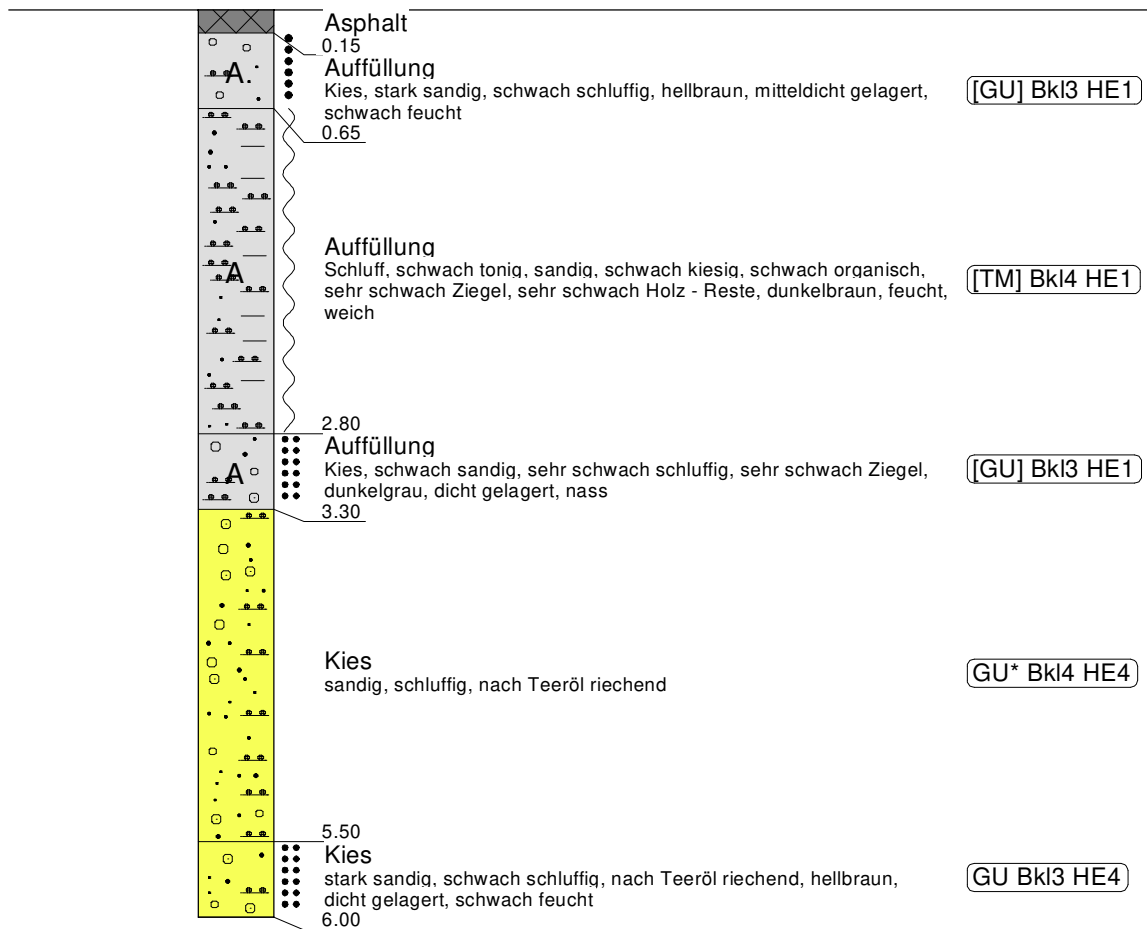 Asphalt
0.15
A
Auffüllung
Kies, stark sandig, schwach schluffig, hellbraun, mitteldicht gelagert,
schwach feucht
[GU] Bkl3 HE1
0.65
A
Auffüllung
Schluff, schwach tonig, sandig, schwach kiesig, schwach organisch,
sehr schwach Ziegel, sehr schwach Holz - Reste, dunkelbraun, feucht,
weich
[TM] Bkl4 HE1
2.80
A
Auffüllung
Kies, schwach sandig, sehr schwach schluffig, sehr schwach Ziegel,
dunkelgrau, dicht gelagert, nass
[GU] Bkl3 HE1
3.30
Kies
sandig, schluffig, nach Teeröl riechend
GU* Bkl4 HE4
5.50
Kies
stark sandig, schwach schluffig, nach Teeröl riechend, hellbraun,
dicht gelagert, schwach feucht
GU Bkl3 HE4
6.00